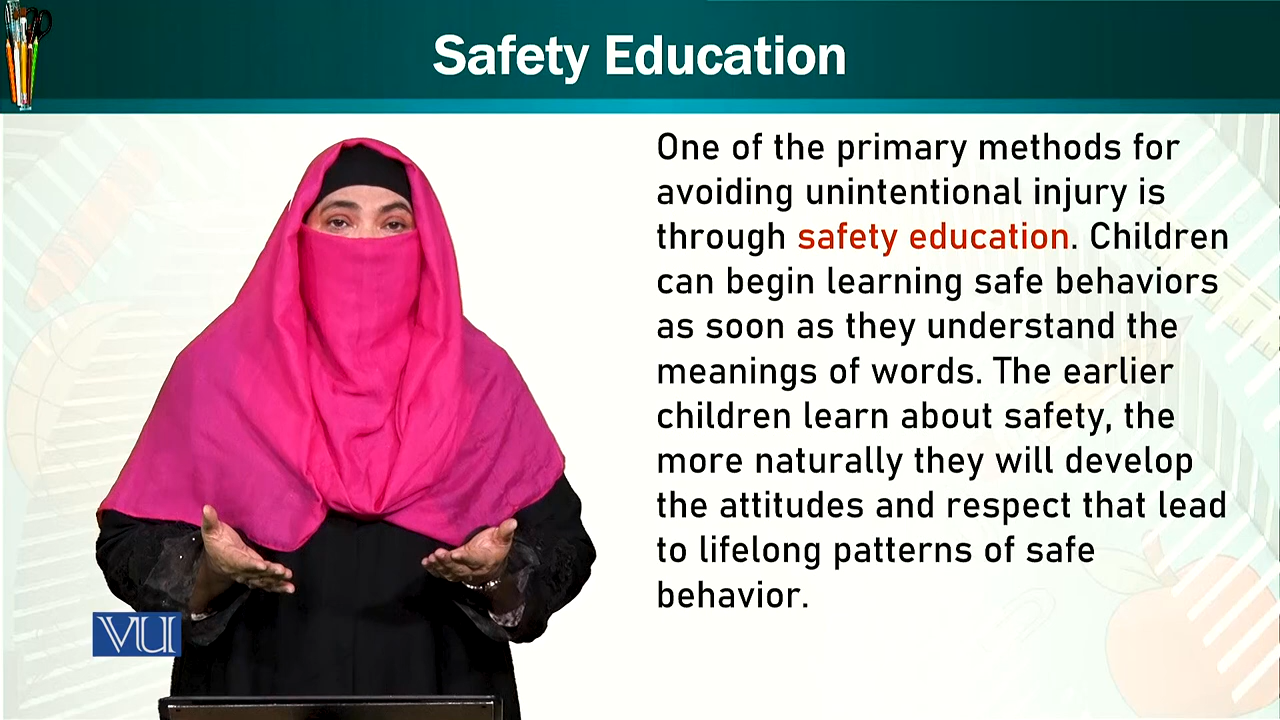 Safety Education
One of the primary methods for
avoiding unintentional injury is
through safety education. Children
can begin learning safe behaviors
as soon as they understand the
meanings of words. The earlier
children learn about safety, the
more naturally they will develop
the attitudes and respect that lead
to lifelong patterns of safe
behavior.
VU